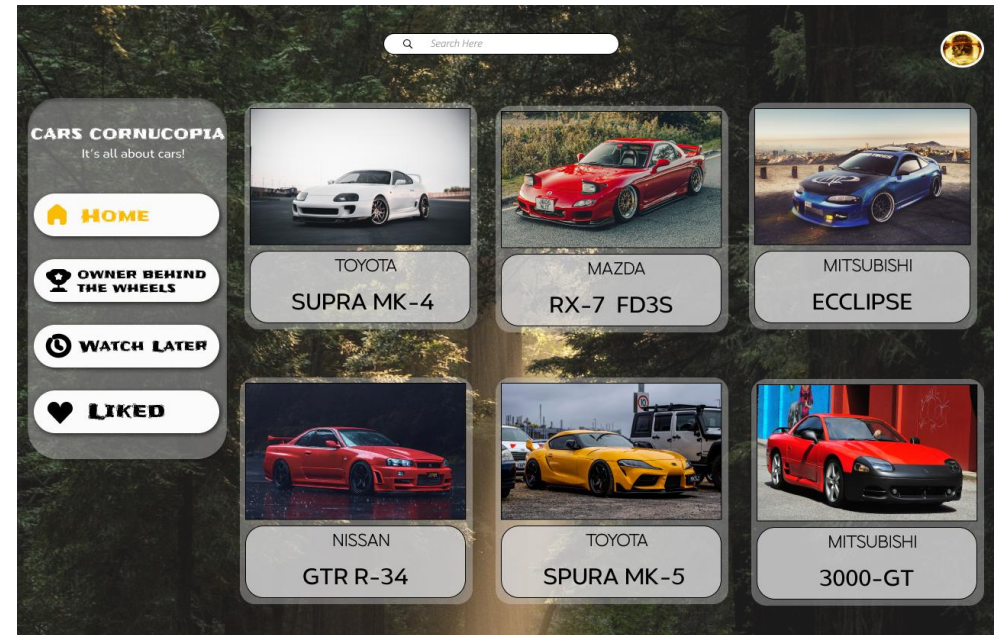 Search Here
CARS CORNUCOPIA
It's all about cars!
HOME
OWNER BEHIND
THE WHEELS
WATCH LATER
LIKED
TOYOTA
SUPRA MK-4
MAZDA
RX-7 FD3S
MITSUBISHI
ECCLIPSE
NISSAN
GTR R-34
TOYOTA
SPURA MK-5
MITSUBISHI
3000-GT